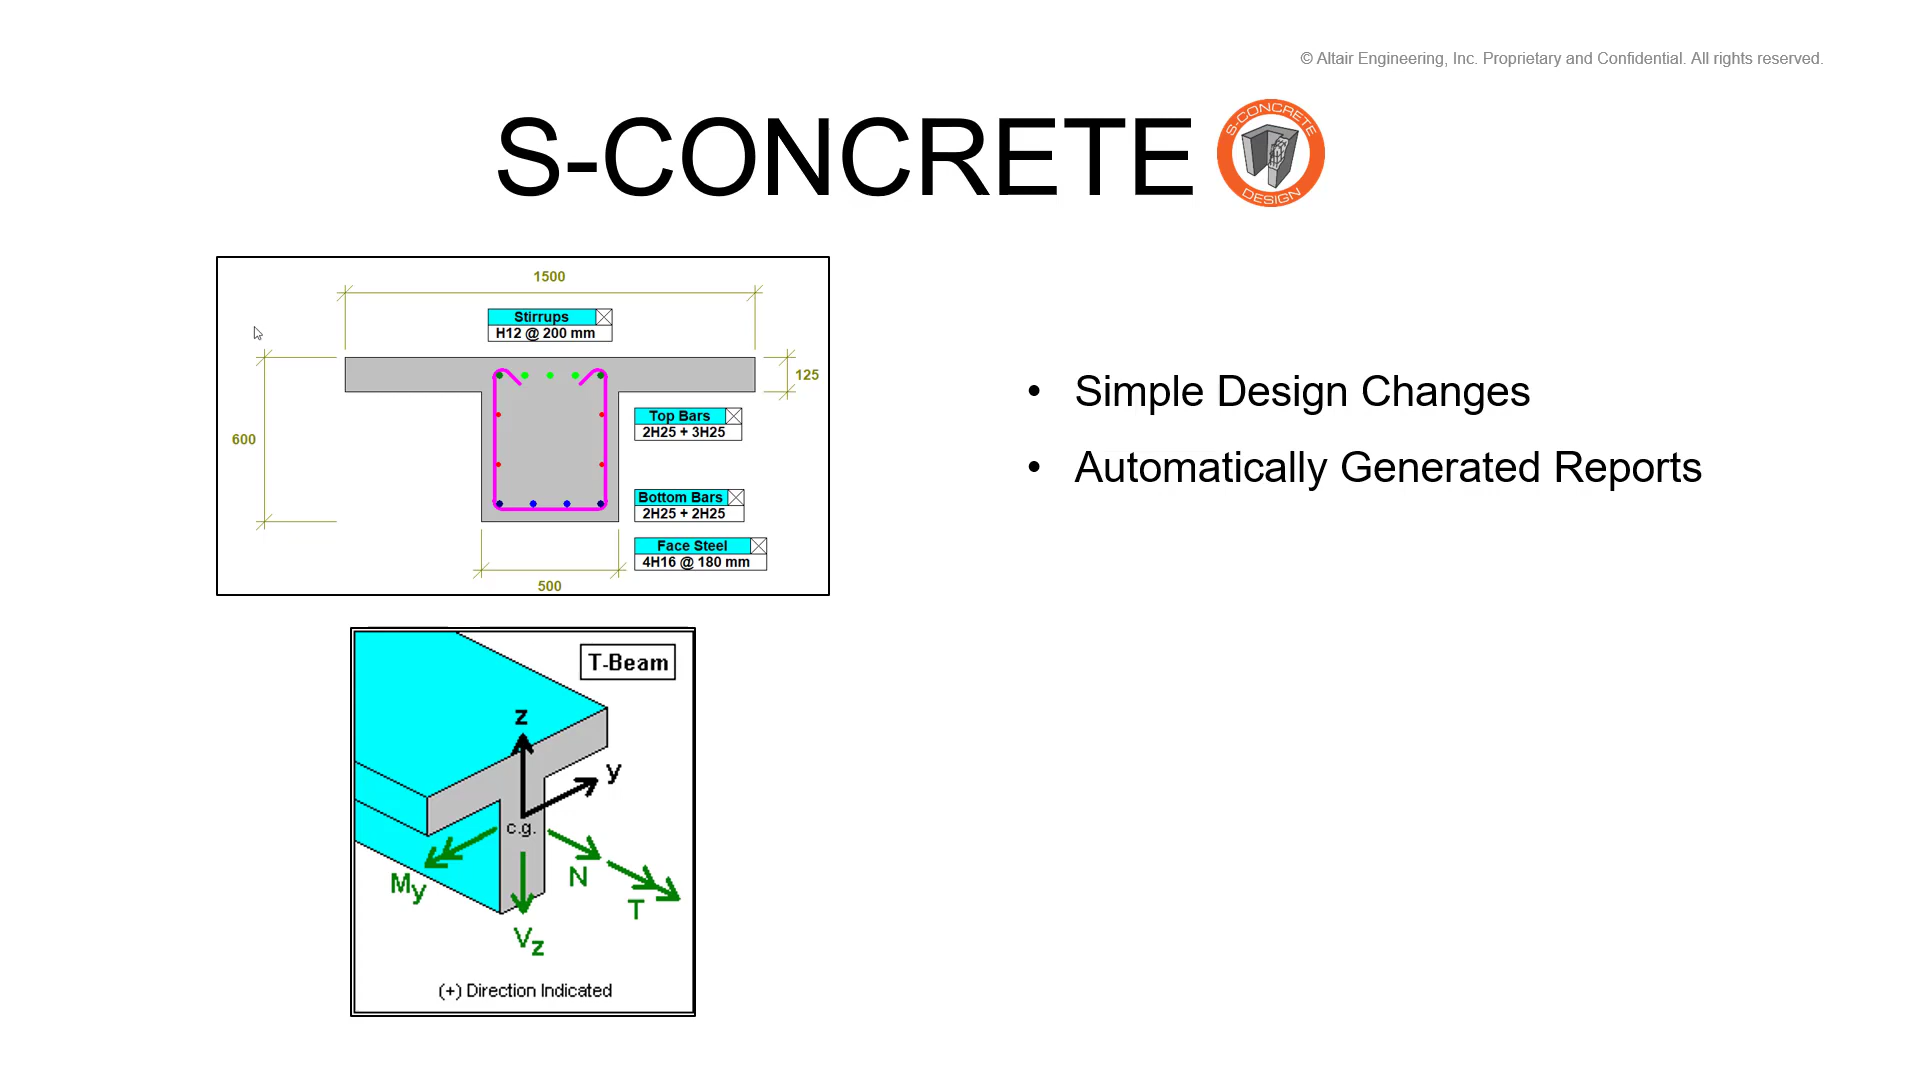 © Altair Engineering, Inc. Proprietary and Confidential. All rights reserved.
S-CONCRETE
S-CONCRETE
DESIGN
1500
Stirrups
H12 @ 200 mm
125
Top Bars
2H25 + 3H25
600
Bottom Bars
2H25 + 2H25
Face Steel
4H16 @ 180 mm
500
• Simple Design Changes
• Automatically Generated Reports
T-Beam
z
y
c.g.
My
N
T
Vz
(+) Direction Indicated